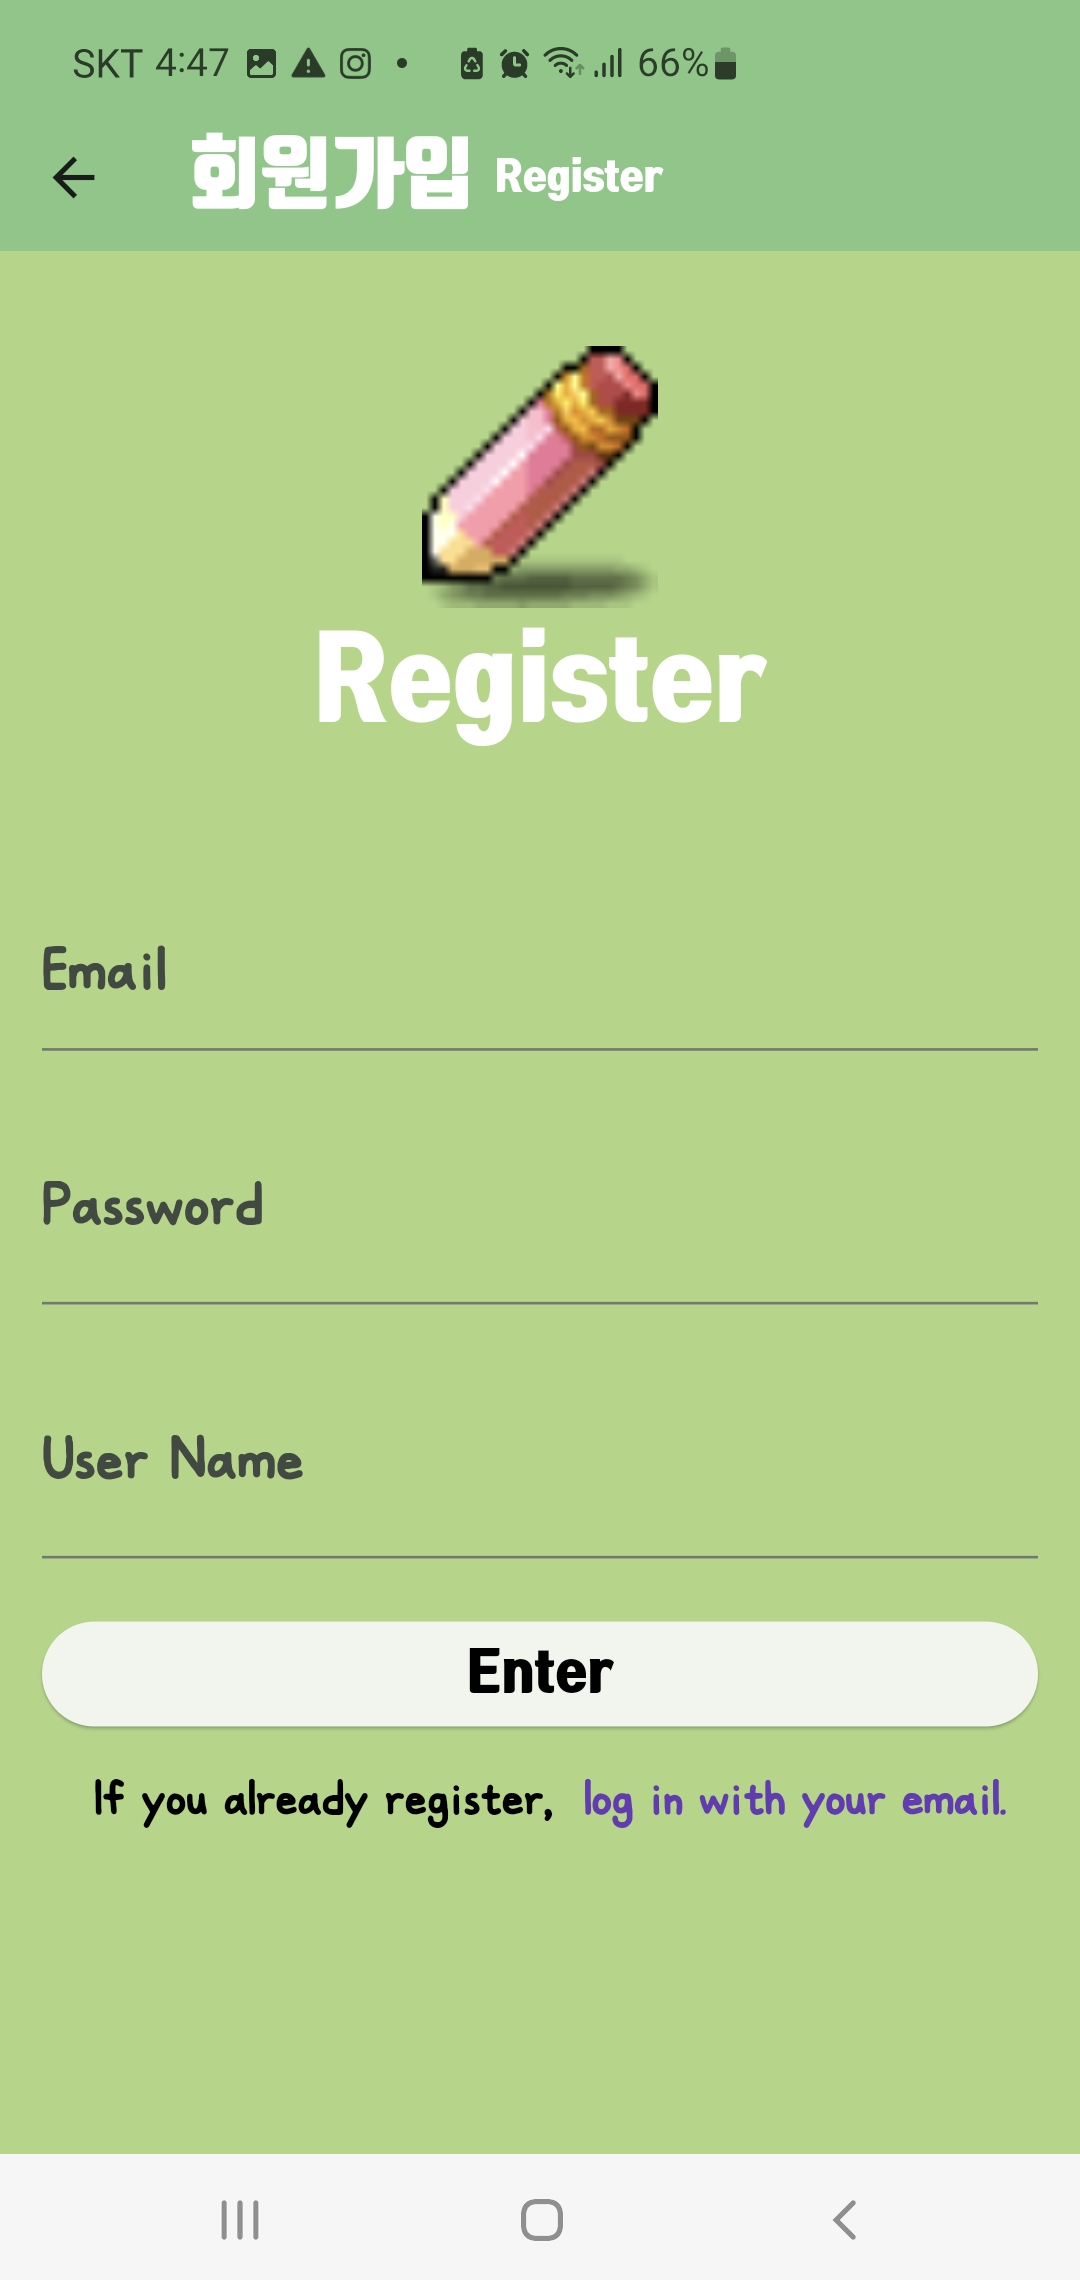 SKT 4:47 66%
회원가입 Register
Register
Email
Password
User Name
Enter
If you already register, log in with your email.